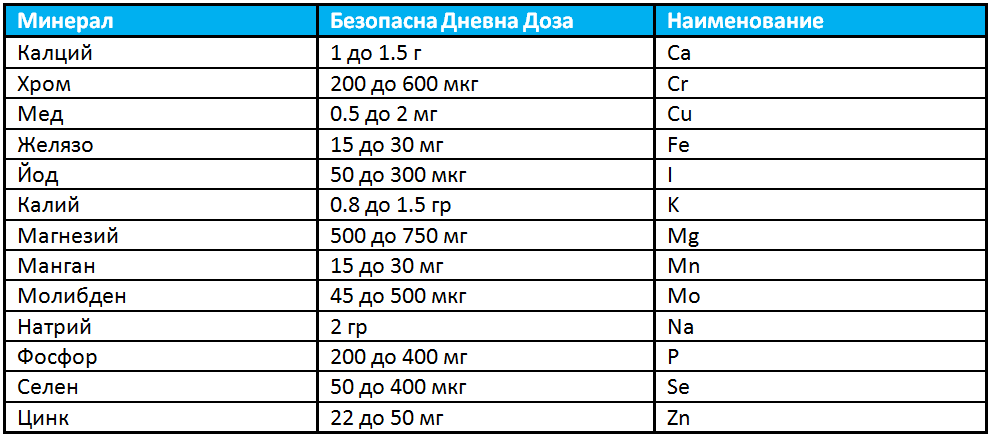 Минерал Безопасна Дневна Доза Наименование
Калций 1 до 1.5 г Ca
Хром 200 до 600 мкг Cr
Мед 0.5 до 2 мг Cu
Желязо 15 до 30 мг Fe
Йод 50 до 300 мкг I
Калий 0.8 до 1.5 гр K
Магнезий 500 до 750 мг Mg
Манган 15 до 30 мг Mn
Молибден 45 до 500 мкг Mo
Натрий 2 гр Na
Фосфор 200 до 400 мг P
Селен 50 до 400 мкг Se
Цинк 22 до 50 мг Zn